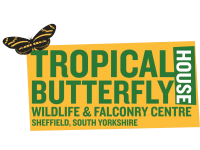 TROPICAL
BUTTERFLY
HOUSE
WILDLIFE & FALCONRY CENTRE
SHEFFIELD, SOUTH YORKSHIRE